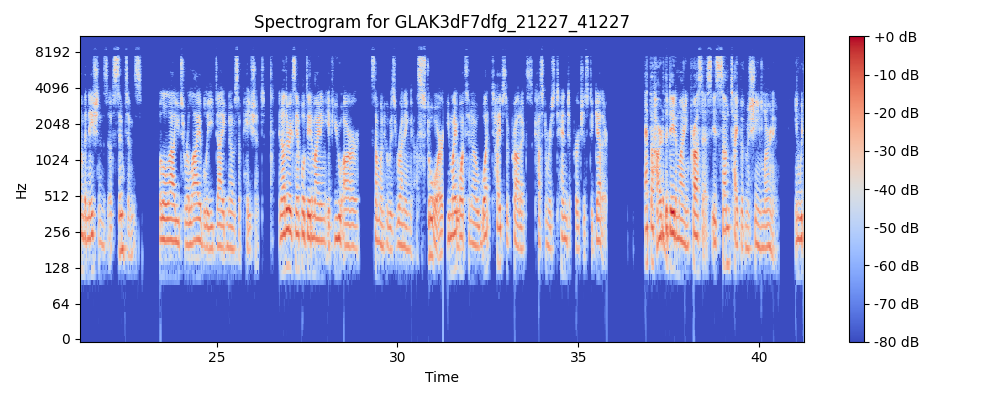 Spectrogram for GLAK3dF7dfg_21227_41227
8192
4096
2048
1024
512
256
128
64
0
Hz
25
30
35
40
Time
+0 dB
-10 dB
-20 dB
-30 dB
-40 dB
-50 dB
-60 dB
-70 dB
-80 dB